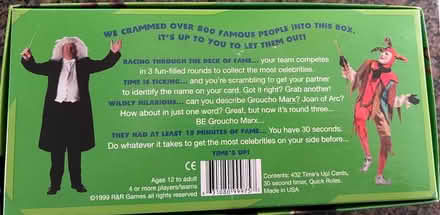 WE CRAMMED OVER 800 FAMOUS PEOPLE INTO THIS BOX.
IT'S UP TO YOU TO LET THEM OUT!
RACING THROUGH THE DECK OF FAME... your team competes
in 3 fun-filled rounds to collect the most celebrities.
TIME IS TICKING... and you're scrambling to get your partner
to identify the name on your card. Got it right? Grab another!
WILDLY HILARIOUS... can you describe Groucho Marx? Joan of Arc?
How about in just one word? Great, but now it's round three...
BE Groucho Marx...
THEY HAD AT LEAST 15 MINUTES OF FAME... You have 30 seconds.
Do whatever it takes to get the most celebrities on your side before...
TIME'S UP!
Ages 12 to adult
4 or more players/teams
©1999 R&R Games All rights reserved.
Contents: 432 Time's Up! Cards,
30 second timer, Quick Rules.
Made in USA.